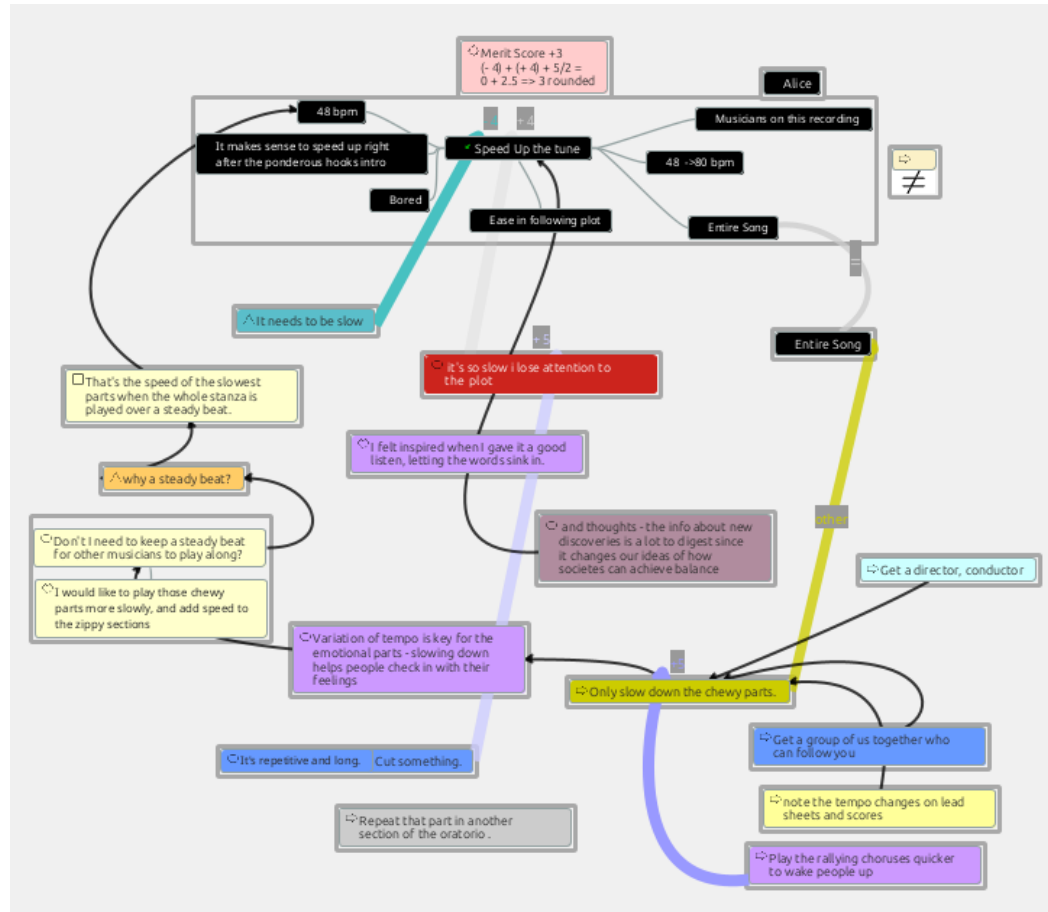 Merit Score +3
(- 4) + (+ 4) + 5/2 =
0 + 2.5 => 3 rounded
Alice
48 bpm
+ 4
Musicians on this recording
It makes sense to speed up right
after the ponderous hooks intro
Speed Up the tune
48 ->80 bpm
≠
Bored
Ease in following plot
Entire Song
=
It needs to be slow
+ 5
Entire Song
it's so slow i lose attention to
the plot
That's the speed of the slowest
parts when the whole stanza is
played over a steady beat.
I felt inspired when I gave it a good
listen, letting the words sink in.
why a steady beat?
other
and thoughts - the info about new
discoveries is a lot to digest since
it changes our ideas of how
societes can achieve balance
Don't I need to keep a steady beat
for other musicians to play along?
Get a director, conductor
I would like to play those chewy
parts more slowly, and add speed to
the zippy sections
Variation of tempo is key for the
emotional parts - slowing down
helps people check in with their
feelings
Only slow down the chewy parts.
Get a group of us together who
can follow you
It's repetitive and long. Cut something.
note the tempo changes on lead
sheets and scores
Repeat that part in another
section of the oratorio .
Play the rallying choruses quicker
to wake people up